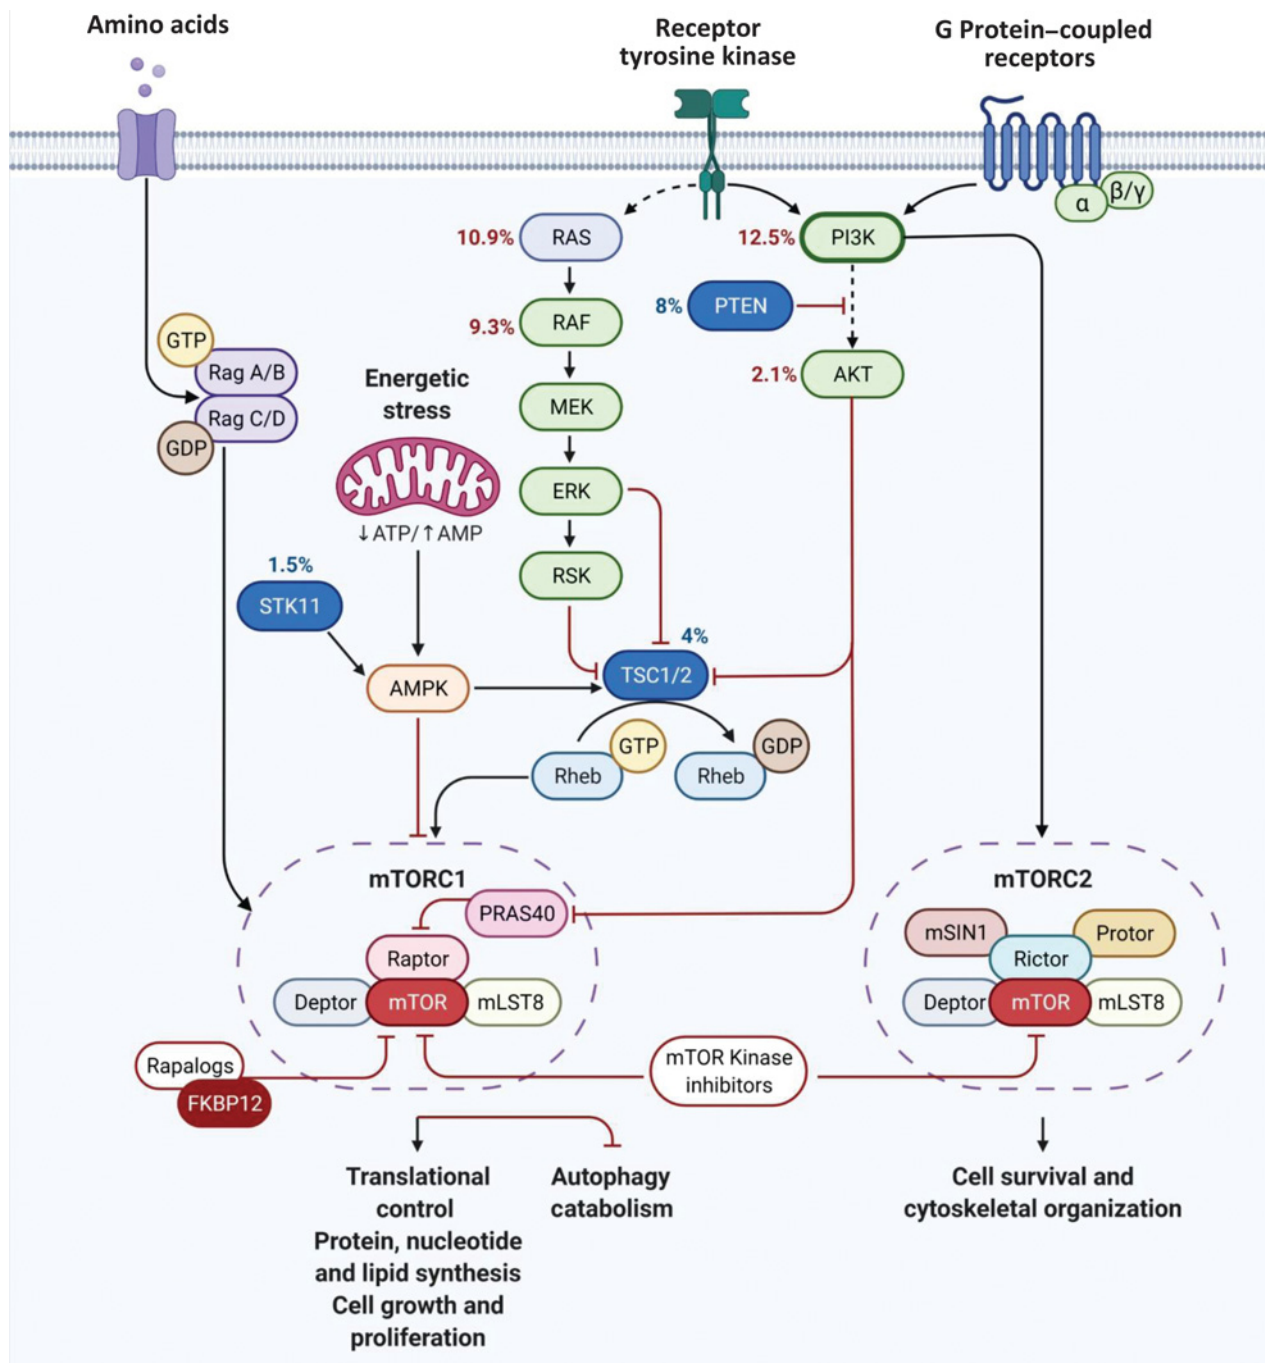 Amino acids
Receptor
tyrosine kinase
G Protein–coupled
receptors
α
β/γ
10.9%
RAS
12.5%
PI3K
8%
PTEN
9.3%
RAF
GTP
Rag A/B
Rag C/D
GDP
2.1%
AKT
Energetic
stress
MEK
↓ATP/↑AMP
ERK
RSK
1.5%
STK11
4%
TSC1/2
AMPK
GTP
Rheb
GDP
Rheb
mTORC1
PRAS40
Raptor
Deptor
mTOR
mLST8
mTORC2
mSIN1
Protor
Rictor
Deptor
mTOR
mLST8
Rapalogs
FKBP12
mTOR Kinase
inhibitors
Translational
control
Protein, nucleotide
and lipid synthesis
Cell growth and
proliferation
Autophagy
catabolism
Cell survival and
cytoskeletal organization